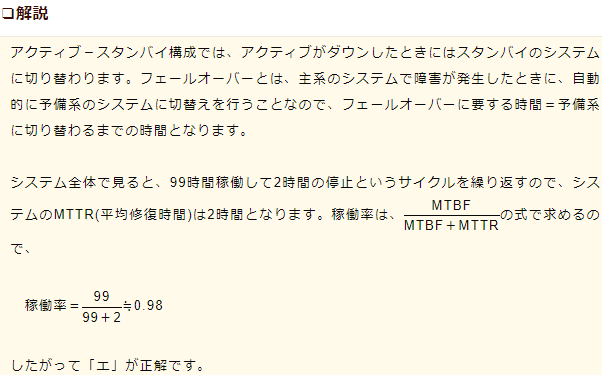 ❏解説
アクティブ－スタンバイ構成では、アクティブがダウンしたときにはスタンバイのシステム
に切り替わります。フェールオーバーとは、主系のシステムで障害が発生したときに、自動
的に予備系のシステムに切替えを行うことなので、フェールオーバーに要する時間＝予備系
に切り替わるまでの時間となります。
システム全体で見ると、99時間稼働して2時間の停止というサイクルを繰り返すので、シス
テムのMTTR(平均修復時間)は2時間となります。稼働率は、MTBF/MTBF＋MTTRの式で求めるの
で、
稼働率＝99/99＋2≒0.98
したがって「エ」が正解です。